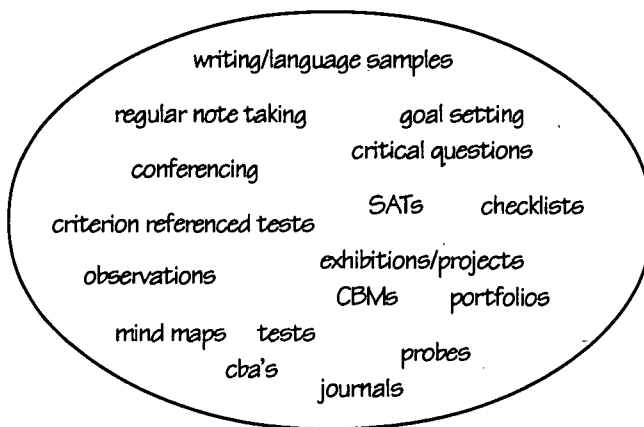 writing/language samples
regular note taking goal setting
conferencing critical questions
criterion referenced tests SATs checklists
observations exhibitions/projects
CBMs portfolios
mind maps tests
cba's probes
journals